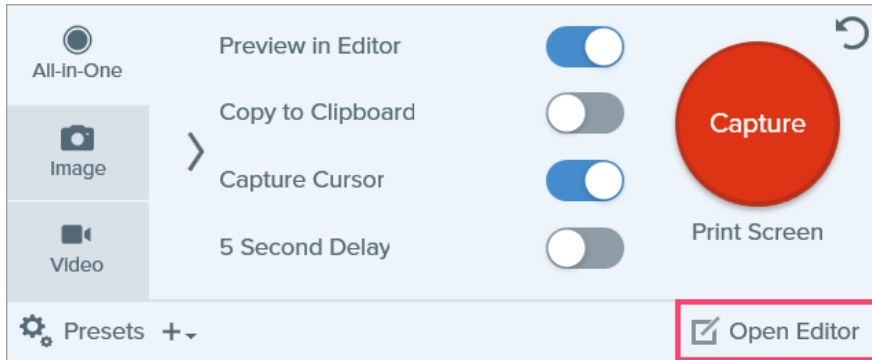 All-in-One
Image
Video
Preview in Editor
Copy to Clipboard
Capture Cursor
5 Second Delay
Capture
Print Screen
Presets
Open Editor